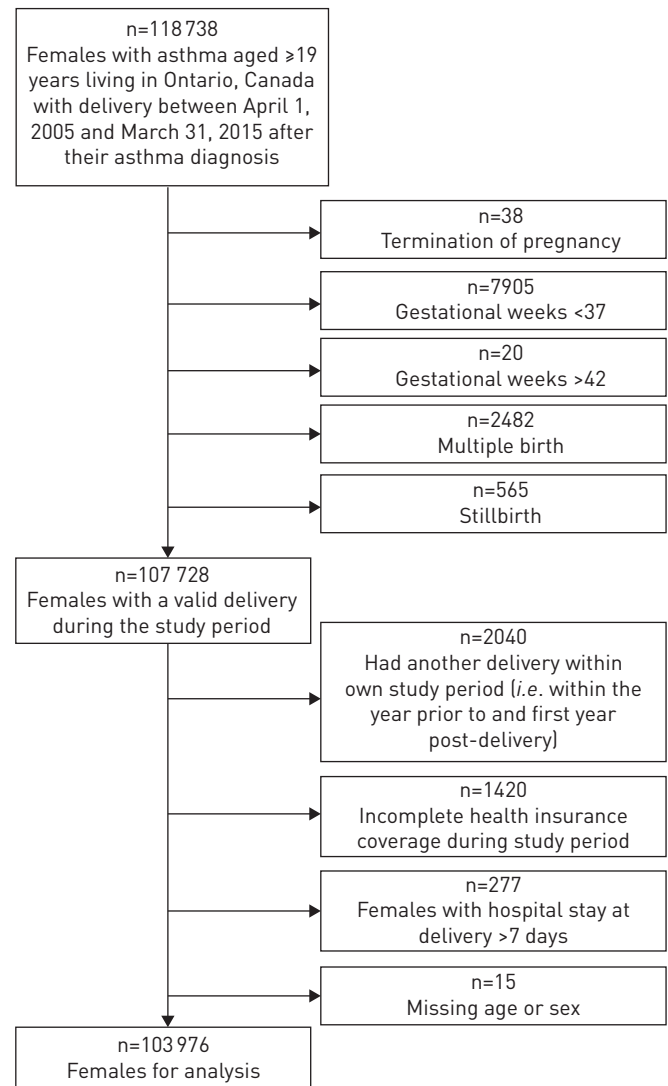 n=118 738
Females with asthma aged ≥19
years living in Ontario, Canada
with delivery between April 1,
2005 and March 31, 2015 after
their asthma diagnosis
n=38
Termination of pregnancy
n=7905
Gestational weeks <37
n=20
Gestational weeks >42
n=2482
Multiple birth
n=565
Stillbirth
n=107 728
Females with a valid delivery
during the study period
n=2040
Had another delivery within
own study period (i.e. within the
year prior to and first year
post-delivery)
n=1420
Incomplete health insurance
coverage during study period
n=277
Females with hospital stay at
delivery >7 days
n=15
Missing age or sex
n=103 976
Females for analysis